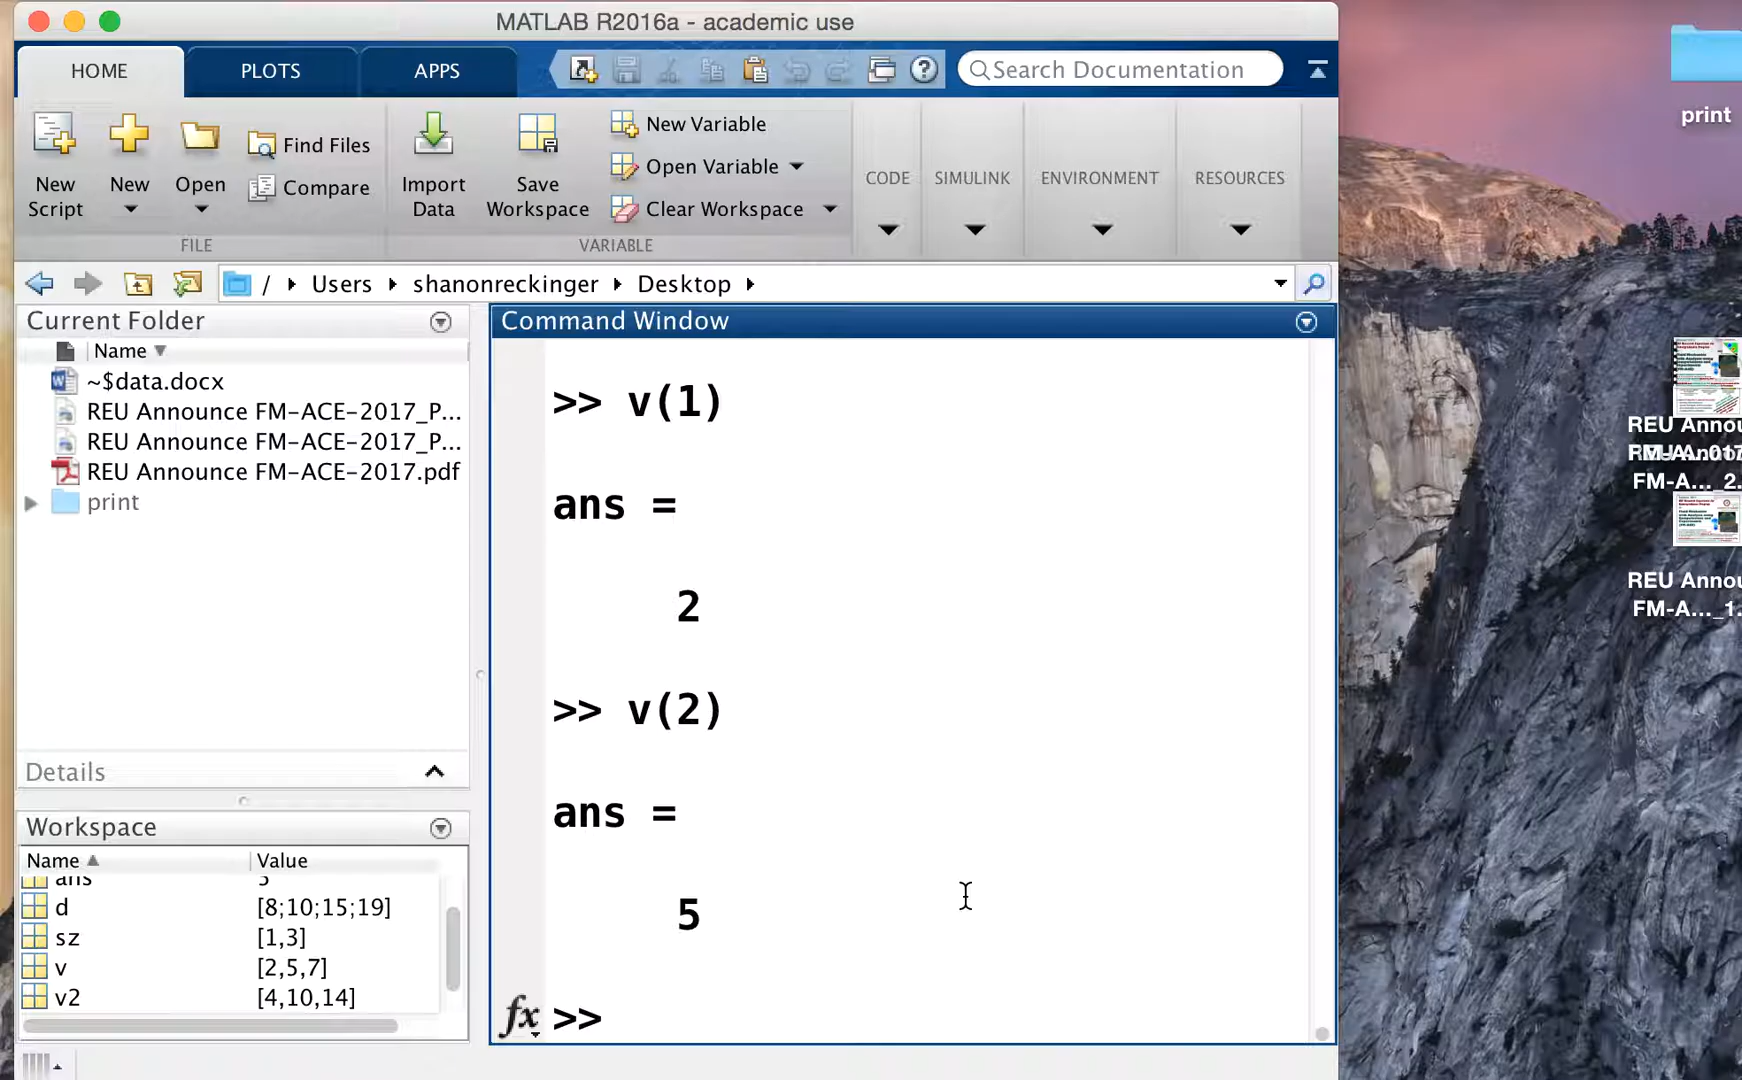 MATLAB R2016a - academic use
HOME
PLOTS
APPS
Search Documentation
New Script
New
Open
Find Files
Compare
Import Data
Save Workspace
New Variable
Open Variable
Clear Workspace
CODE
SIMULINK
ENVIRONMENT
RESOURCES
FILE
VARIABLE
/ Users shanonreckinger Desktop
Current Folder
Name
~$data.docx
REU Announce FM-ACE-2017_P...
REU Announce FM-ACE-2017_P...
REU Announce FM-ACE-2017.pdf
print
Details
Workspace
Name Value
ans 5
d [8;10;15;19]
sz [1,3]
v [2,5,7]
v2 [4,10,14]
Command Window
>> v(1)
ans =
2
>> v(2)
ans =
5
fx >>
print
REU Annou
FM-A..._2.
REU Annou
FM-A..._1.